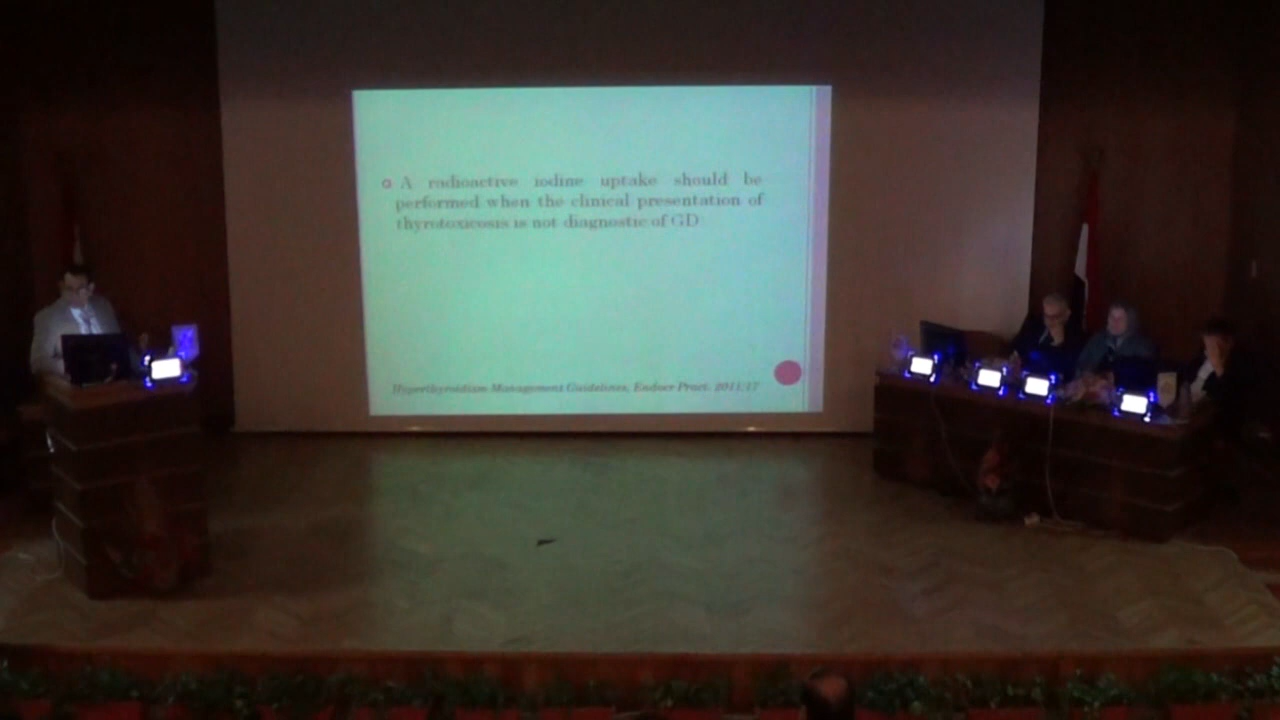 A radioactive iodine uptake should be
performed when the clinical presentation of
thyrotoxicosis is not diagnostic of GD
Hyperthyroidism Management Guidelines, Endocr Pract. 2011;17